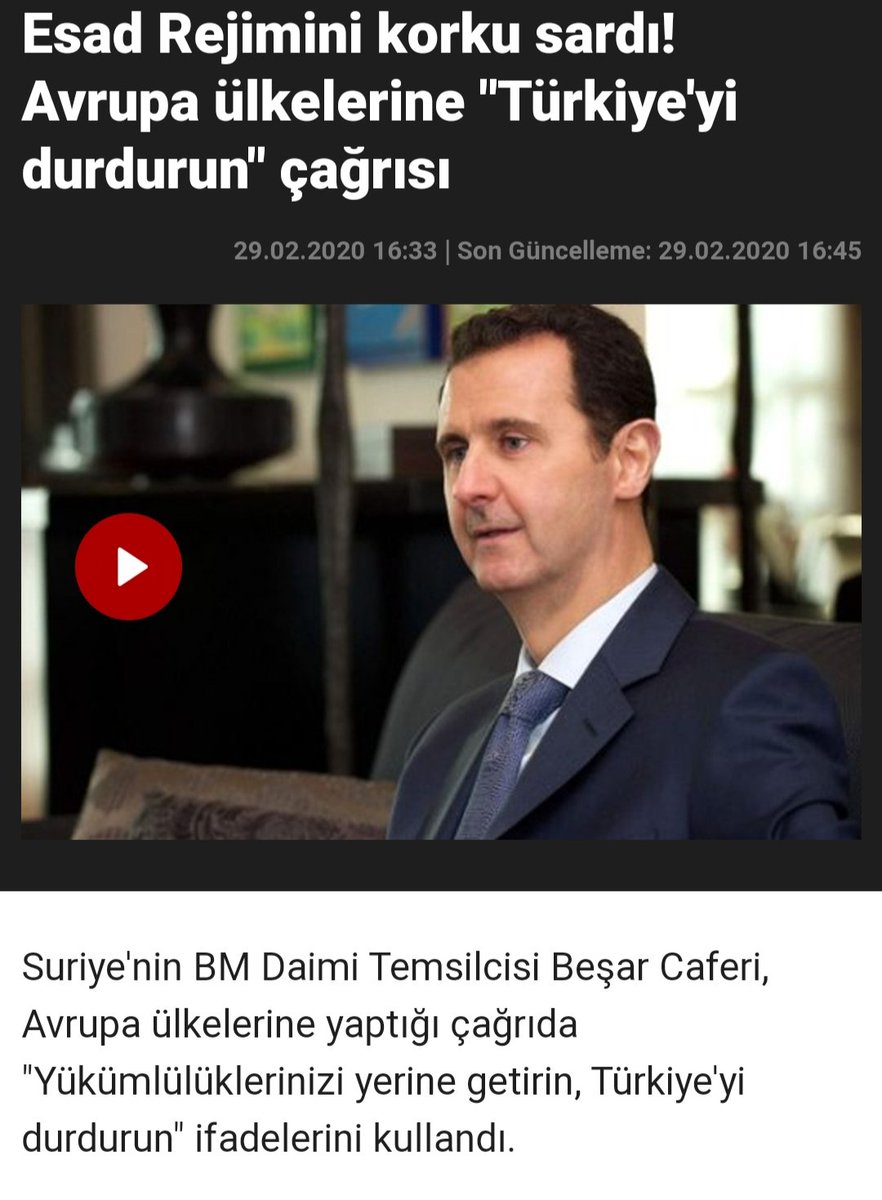 Esad Rejimini korku sardı!
Avrupa ülkelerine "Türkiye'yi
durdurun" çağrısı
29.02.2020 16:33 | Son Güncelleme: 29.02.2020 16:45
Suriye'nin BM Daimi Temsilcisi Beşar Caferi,
Avrupa ülkelerine yaptığı çağrıda
"Yükümlülüklerinizi yerine getirin, Türkiye'yi
durdurun" ifadelerini kullandı.